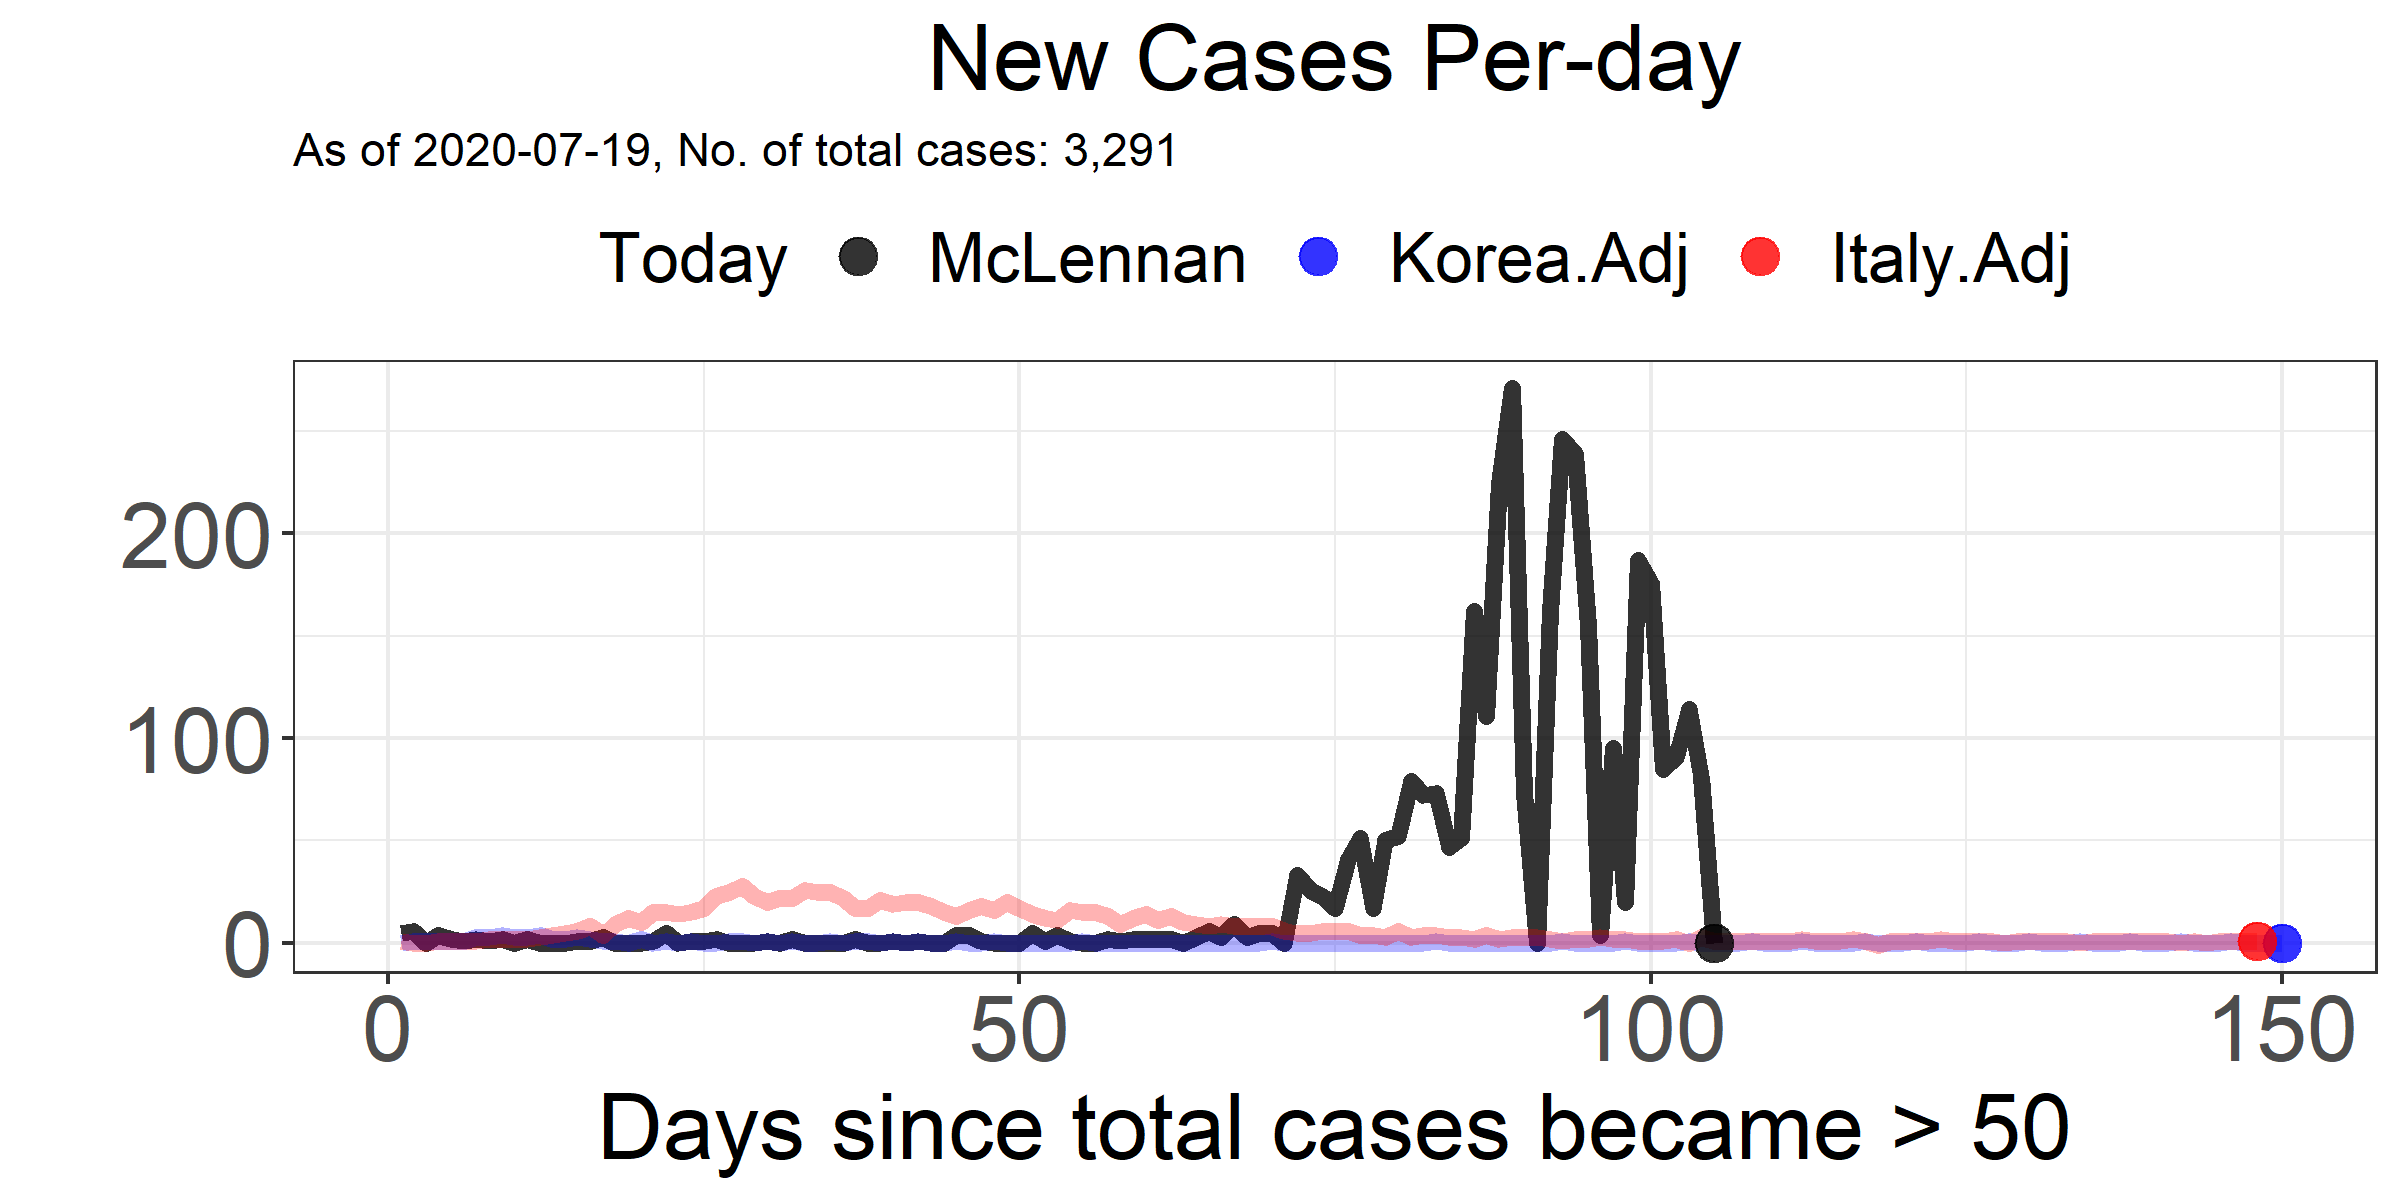 New Cases Per-day
As of 2020-07-19, No. of total cases: 3,291
Today McLennan Korea.Adj Italy.Adj
200
100
0
0 50 100 150
Days since total cases became > 50